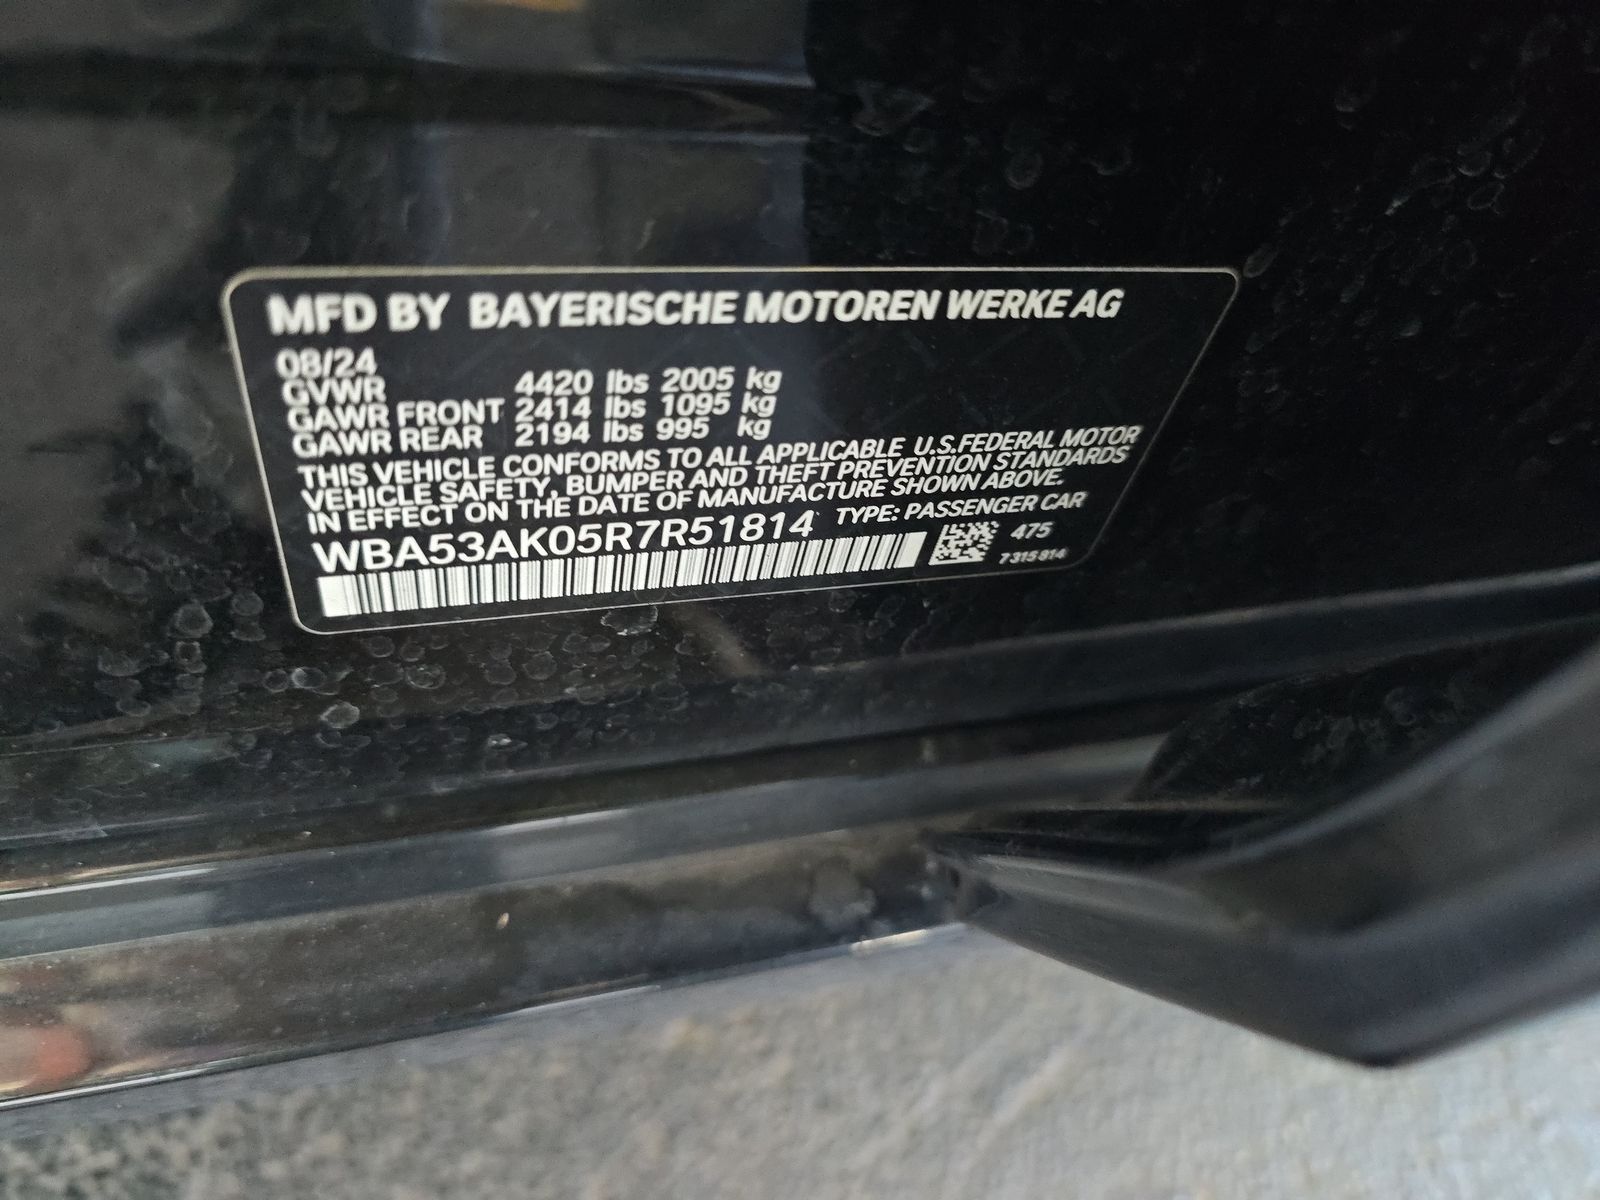 MFD BY BAYERISCHE MOTOREN WERKE AG
08/24
GVWR 4420 lbs 2005 kg
GAWR FRONT 2414 lbs 1095 kg
GAWR REAR 2194 lbs 995 kg
THIS VEHICLE CONFORMS TO ALL APPLICABLE U.S.FEDERAL MOTOR
VEHICLE SAFETY, BUMPER AND THEFT PREVENTION STANDARDS
IN EFFECT ON THE DATE OF MANUFACTURE SHOWN ABOVE.
WBA53AK05R7R51814 TYPE: PASSENGER CAR
475
7315814